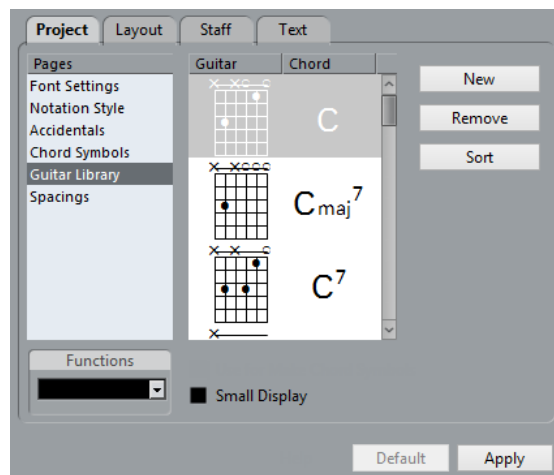 Project Layout Staff Text
Pages
Font Settings
Notation Style
Accidentals
Chord Symbols
Guitar Library
Spacings
Functions
Guitar Chord
C
Cmaj7
C7
Small Display
New
Remove
Sort
Default Apply